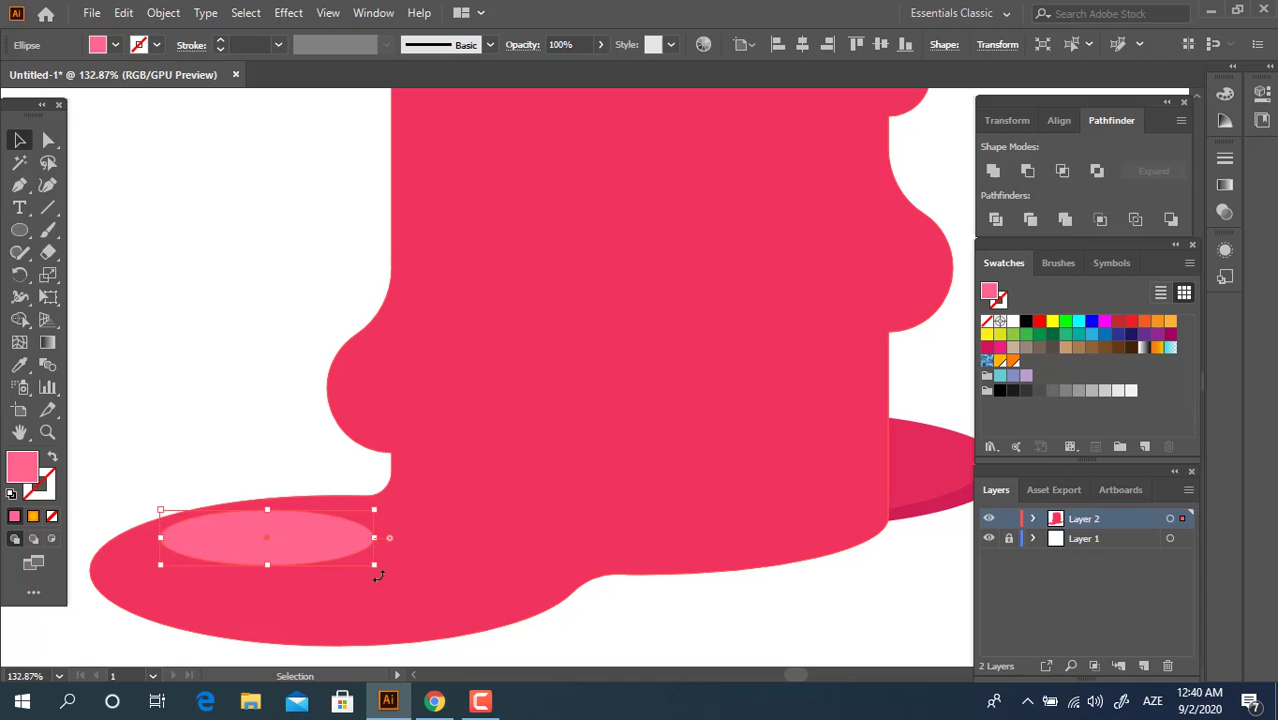 Ai File Edit Object Type Select Effect View Window Help Essentials Classic Search Adobe Stock
Ellipse Stroke: Basic Opacity: 100% Style: Shape: Transform
Untitled-1* @ 132.87% (RGB/GPU Preview)
Transform Align Pathfinder
Shape Modes:
Expand
Pathfinders:
Swatches Brushes Symbols
Layers Asset Export Artboards
Layer 2
Layer 1
2 Layers
132.87% 1 Selection
Ai AZE 12:40 AM
9/2/2020 7